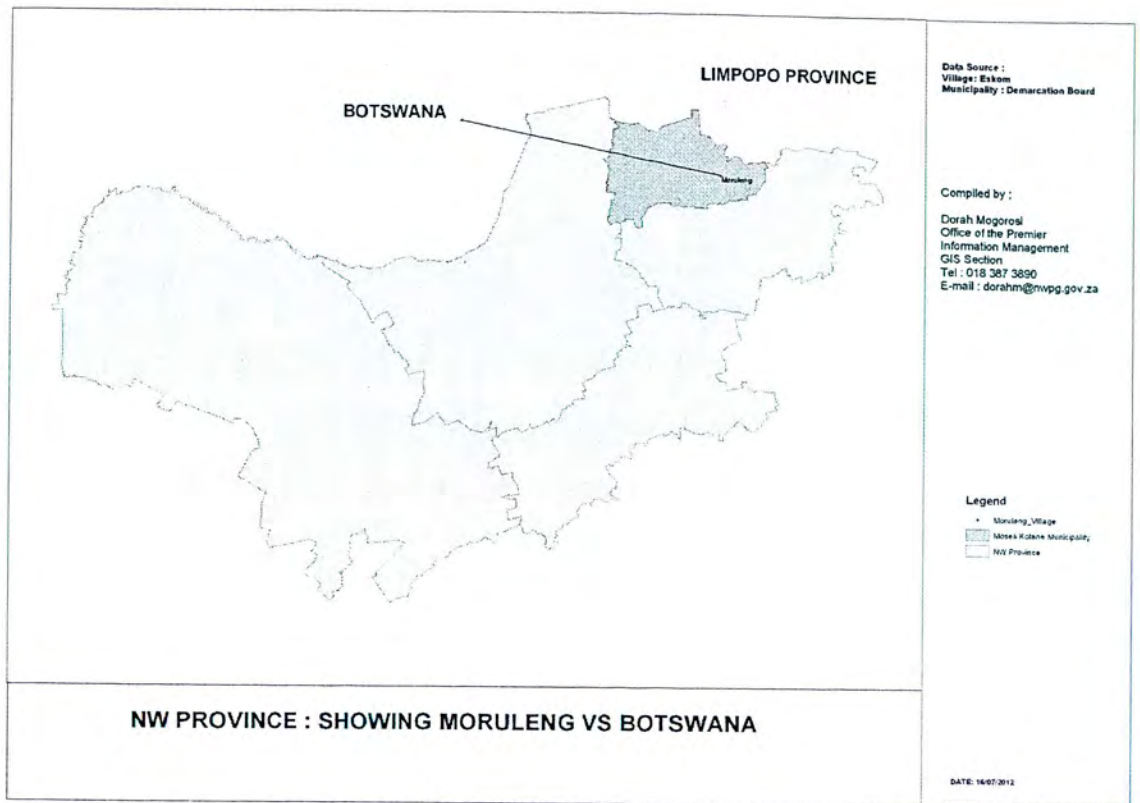 LIMPOPO PROVINCE
BOTSWANA
Moruleng
Data Source :
Village: Eskom
Municipality : Demarcation Board
Compiled by :
Dorah Mogorosi
Office of the Premier
Information Management
GIS Section
Tel : 018 387 3890
E-mail : dorahm@nwpg.gov.za
Legend
Moruleng_Village
Moses Kotane Municipality
NW Province
NW PROVINCE : SHOWING MORULENG VS BOTSWANA
DATE: 16/07/2012